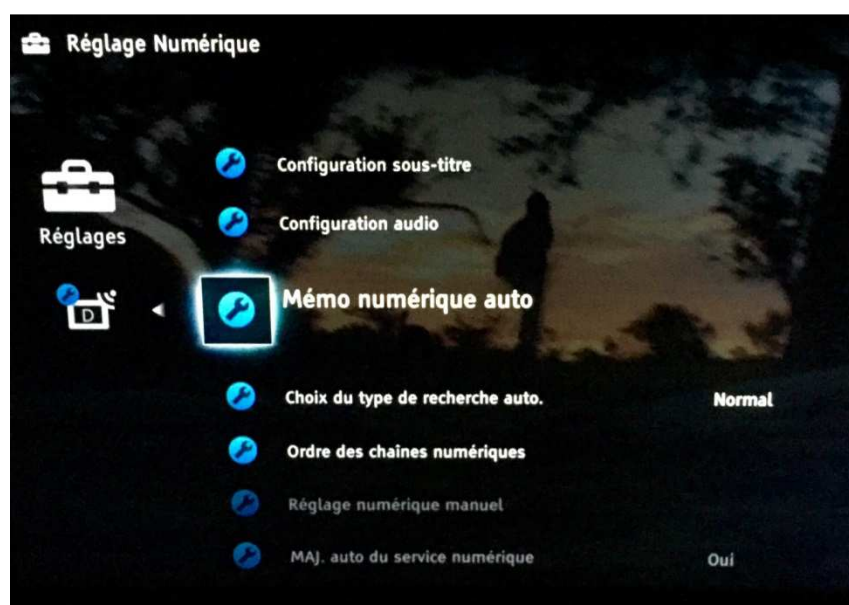 Réglage Numérique
Configuration sous-titre
Configuration audio
Réglages
D
Mémo numérique auto
Choix du type de recherche auto. Normal
Ordre des chaînes numériques
Réglage numérique manuel
MAJ. auto du service numérique Oui